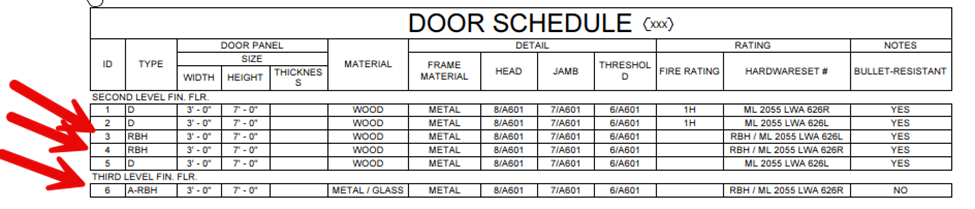 DOOR SCHEDULE {xxx}
DOOR PANEL DETAIL RATING NOTES
ID TYPE SIZE MATERIAL FRAME MATERIAL HEAD JAMB THRESHOL D FIRE RATING HARDWARESET # BULLET-RESISTANT
WIDTH HEIGHT THICKNES S
SECOND LEVEL FIN. FLR.
1 D 3' - 0" 7' - 0" WOOD METAL 8/A601 7/A601 6/A601 1H ML 2055 LWA 626R YES
2 D 3' - 0" 7' - 0" WOOD METAL 8/A601 7/A601 6/A601 1H ML 2055 LWA 626L YES
3 RBH 3' - 0" 7' - 0" WOOD METAL 8/A601 7/A601 6/A601 RBH / ML 2055 LWA 626L YES
4 RBH 3' - 0" 7' - 0" WOOD METAL 8/A601 7/A601 6/A601 RBH / ML 2055 LWA 626R YES
5 D 3' - 0" 7' - 0" WOOD METAL 8/A601 7/A601 6/A601 ML 2055 LWA 626L YES
THIRD LEVEL FIN. FLR.
6 A-RBH 3' - 0" 7' - 0" METAL / GLASS METAL 8/A601 7/A601 6/A601 RBH / ML 2055 LWA 626R NO